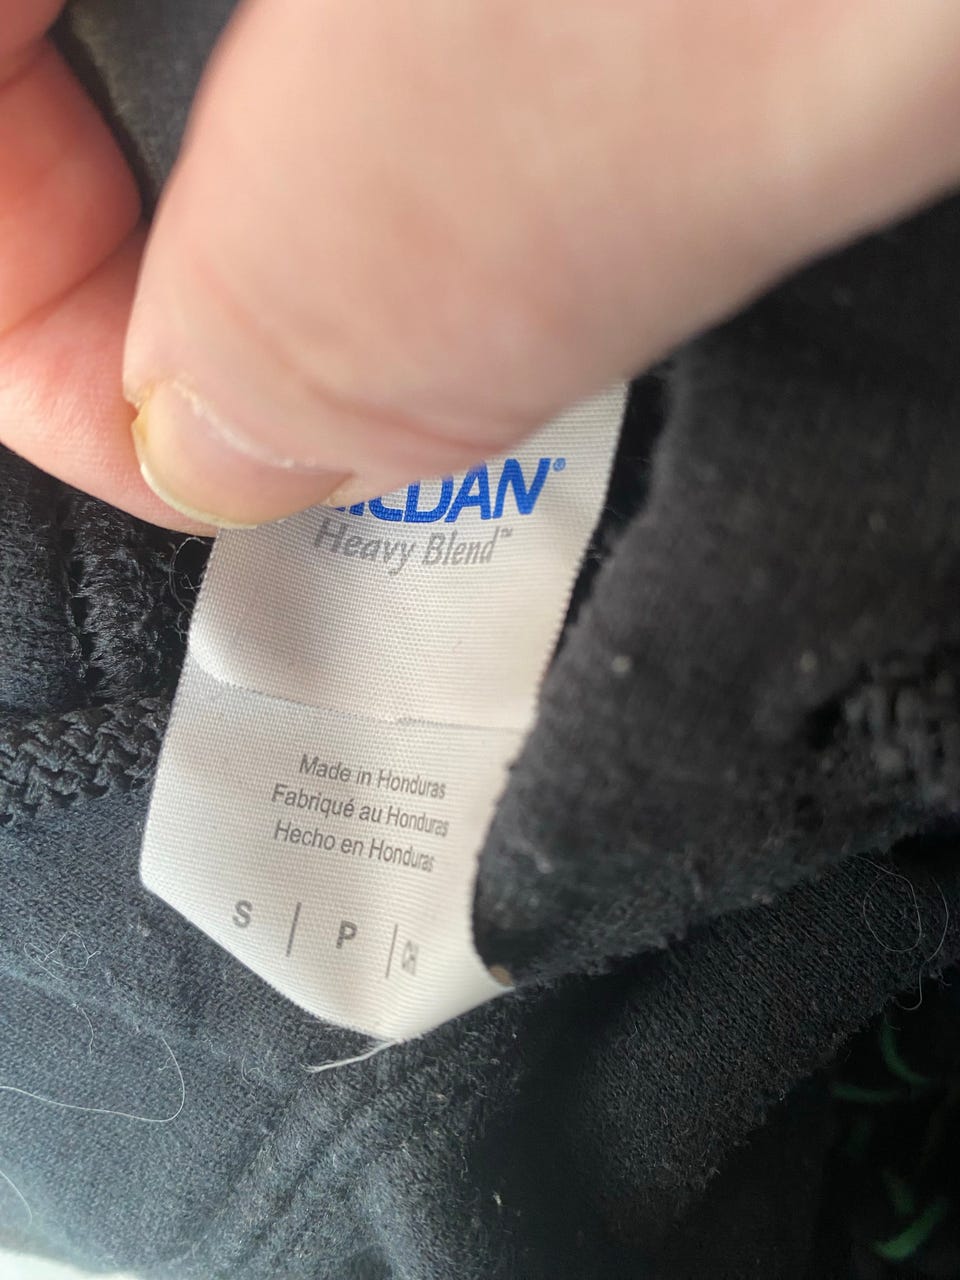 ILDAN®
Heavy Blend™
Made in Honduras
Fabriqué au Honduras
Hecho en Honduras
S | P | CH